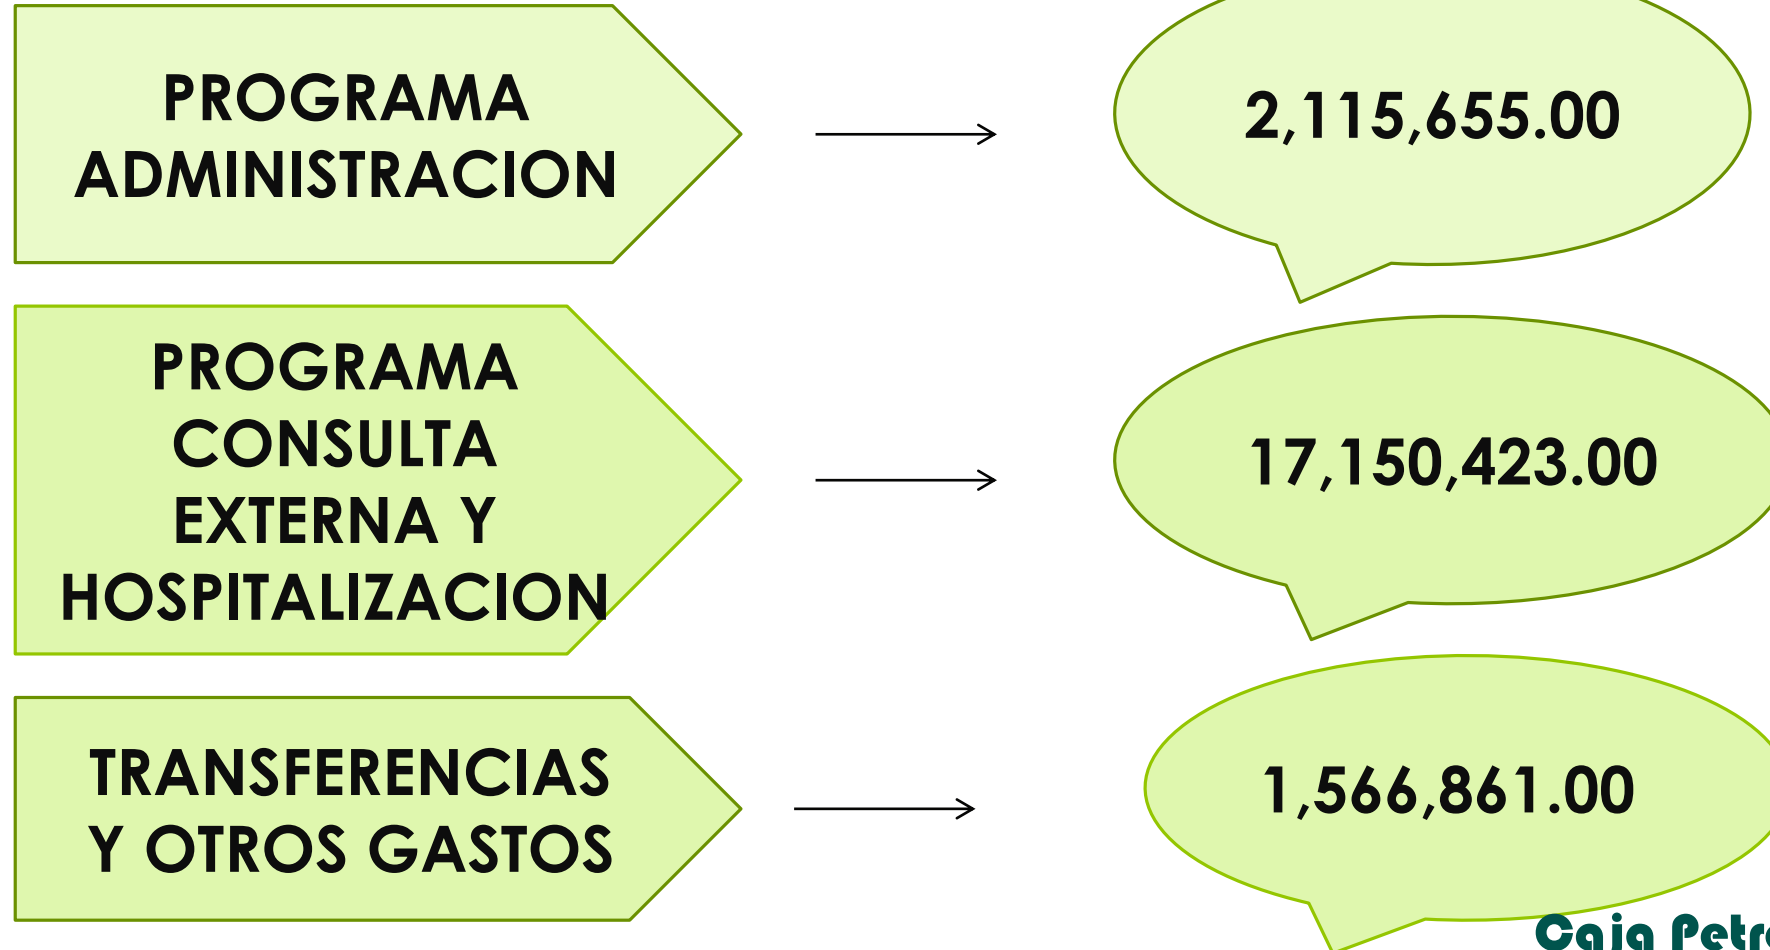 PROGRAMA
ADMINISTRACION
2,115,655.00
PROGRAMA
CONSULTA
EXTERNA Y
HOSPITALIZACION
17,150,423.00
TRANSFERENCIAS
Y OTROS GASTOS
1,566,861.00
Caja